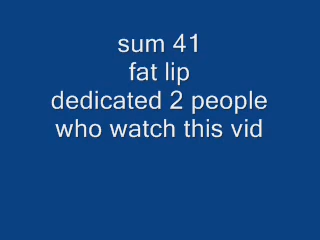 sum 41
fat lip
dedicated 2 people
who watch this vid